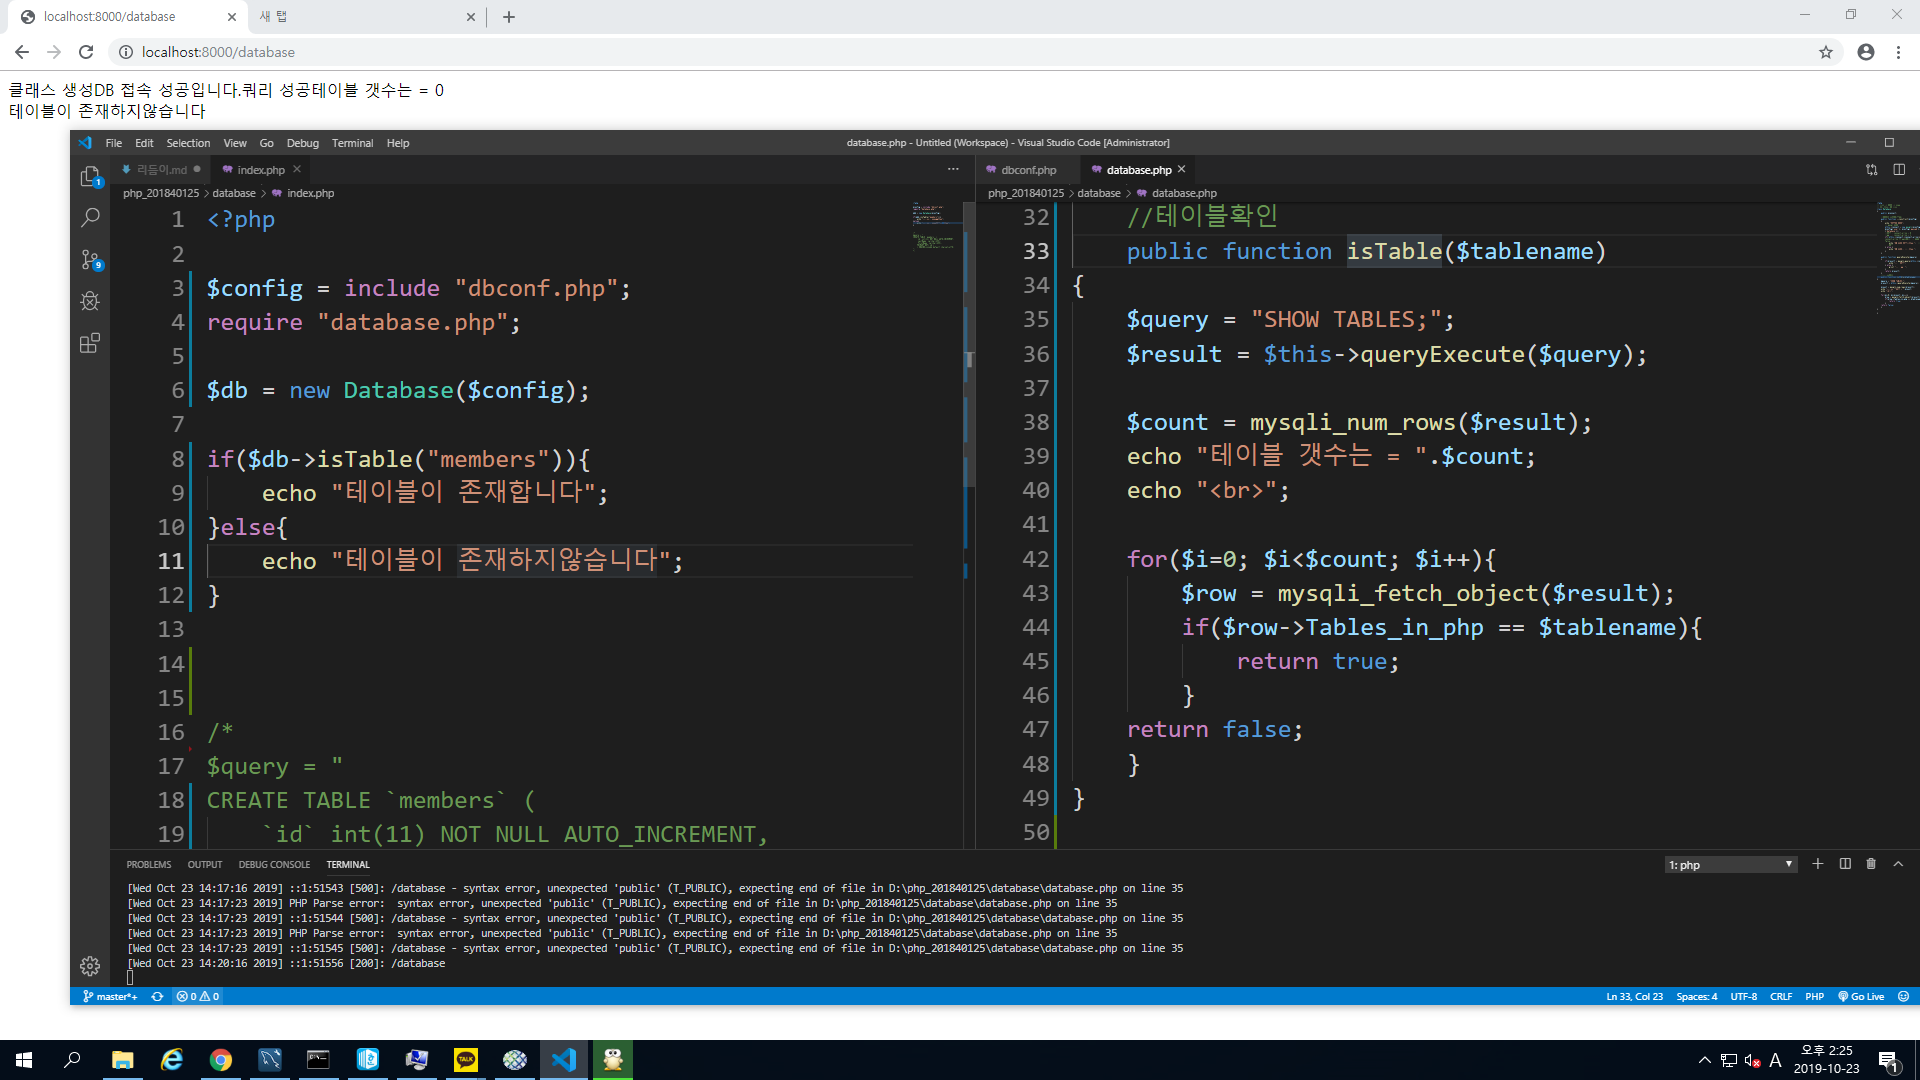 localhost:8000/database
새 탭
localhost:8000/database
클래스 생성DB 접속 성공입니다.쿼리 성공테이블 갯수는 = 0
테이블이 존재하지않습니다
File Edit Selection View Go Debug Terminal Help
database.php - Untitled (Workspace) - Visual Studio Code [Administrator]
리듬이.md
index.php
php_201840125 > database > index.php
1 <?php
2
3 $config = include "dbconf.php";
4 require "database.php";
5
6 $db = new Database($config);
7
8 if($db->isTable("members")){
9 echo "테이블이 존재합니다";
10 }else{
11 echo "테이블이 존재하지않습니다";
12 }
13
14
15
16 /*
17 $query = "
18 CREATE TABLE `members` (
19 `id` int(11) NOT NULL AUTO_INCREMENT,
dbconf.php
database.php
php_201840125 > database > database.php
32 //테이블확인
33 public function isTable($tablename)
34 {
35 $query = "SHOW TABLES;";
36 $result = $this->queryExecute($query);
37
38 $count = mysqli_num_rows($result);
39 echo "테이블 갯수는 = ".$count;
40 echo "<br>";
41
42 for($i=0; $i<$count; $i++){
43 $row = mysqli_fetch_object($result);
44 if($row->Tables_in_php == $tablename){
45 return true;
46 }
47 return false;
48 }
49 }
50
PROBLEMS OUTPUT DEBUG CONSOLE TERMINAL
1: php
[Wed Oct 23 14:17:16 2019] ::1:51543 [500]: /database - syntax error, unexpected 'public' (T_PUBLIC), expecting end of file in D:\php_201840125\database\database.php on line 35
[Wed Oct 23 14:17:23 2019] PHP Parse error:  syntax error, unexpected 'public' (T_PUBLIC), expecting end of file in D:\php_201840125\database\database.php on line 35
[Wed Oct 23 14:17:23 2019] ::1:51544 [500]: /database - syntax error, unexpected 'public' (T_PUBLIC), expecting end of file in D:\php_201840125\database\database.php on line 35
[Wed Oct 23 14:17:23 2019] PHP Parse error:  syntax error, unexpected 'public' (T_PUBLIC), expecting end of file in D:\php_201840125\database\database.php on line 35
[Wed Oct 23 14:17:23 2019] ::1:51545 [500]: /database - syntax error, unexpected 'public' (T_PUBLIC), expecting end of file in D:\php_201840125\database\database.php on line 35
[Wed Oct 23 14:20:16 2019] ::1:51556 [200]: /database
master*+ 0 0
Ln 33, Col 23 Spaces: 4 UTF-8 CRLF PHP Go Live
TALK
A
오후 2:25
2019-10-23
1